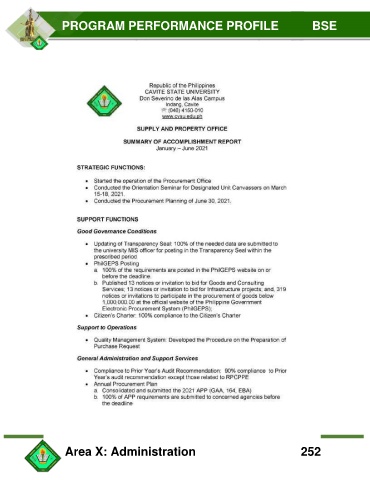 PROGRAM PERFORMANCE PROFILE BSE
Republic of the Philippines
CAVITE STATE UNIVERSITY
Don Severino de las Alas Campus
Indang, Cavite
(046) 4150-010
www.cvsu.edu.ph
SUPPLY AND PROPERTY OFFICE
SUMMARY OF ACCOMPLISHMENT REPORT
January – June 2021
STRATEGIC FUNCTIONS:
• Started the operation of the Procurement Office
• Conducted the Orientation Seminar for Designated Unit Canvassers on March
15-19, 2021.
• Conducted the Procurement Planning of June 30, 2021.
SUPPORT FUNCTIONS
Good Governance Conditions
• Updating of Transparency Seal: 100% of the needed data are submitted to
the university MIS officer for posting in the Transparency Seal within the
prescribed period
• PhilGEPS Posting
a. 100% of the requirements are posted in the PhilGEPS website on or
before the deadline.
b. Published 13 notices or invitation to bid for Goods and Consulting
Services; 13 notices or invitation to bid for Infrastructure projects; and, 319
notices or invitations to participate in the procurement of goods below
1,000,000.00 at the official website of the Philippine Government
Electronic Procurement System (PhilGEPS);
• Citizen's Charter: 100% compliance to the Citizen's Charter
Support to Operations
• Quality Management System: Developed the Procedure on the Preparation of
Purchase Request
General Administration and Support Services
• Compliance to Prior Year's Audit Recommendation: 90% compliance to Prior
Year's audit recommendation except those related to RPCPPE
• Annual Procurement Plan
a. Consolidated and submitted the 2021 APP (GAA, 164, EBA)
b. 100% of APP requirements are submitted to concerned agencies before
the deadline
Area X: Administration 252